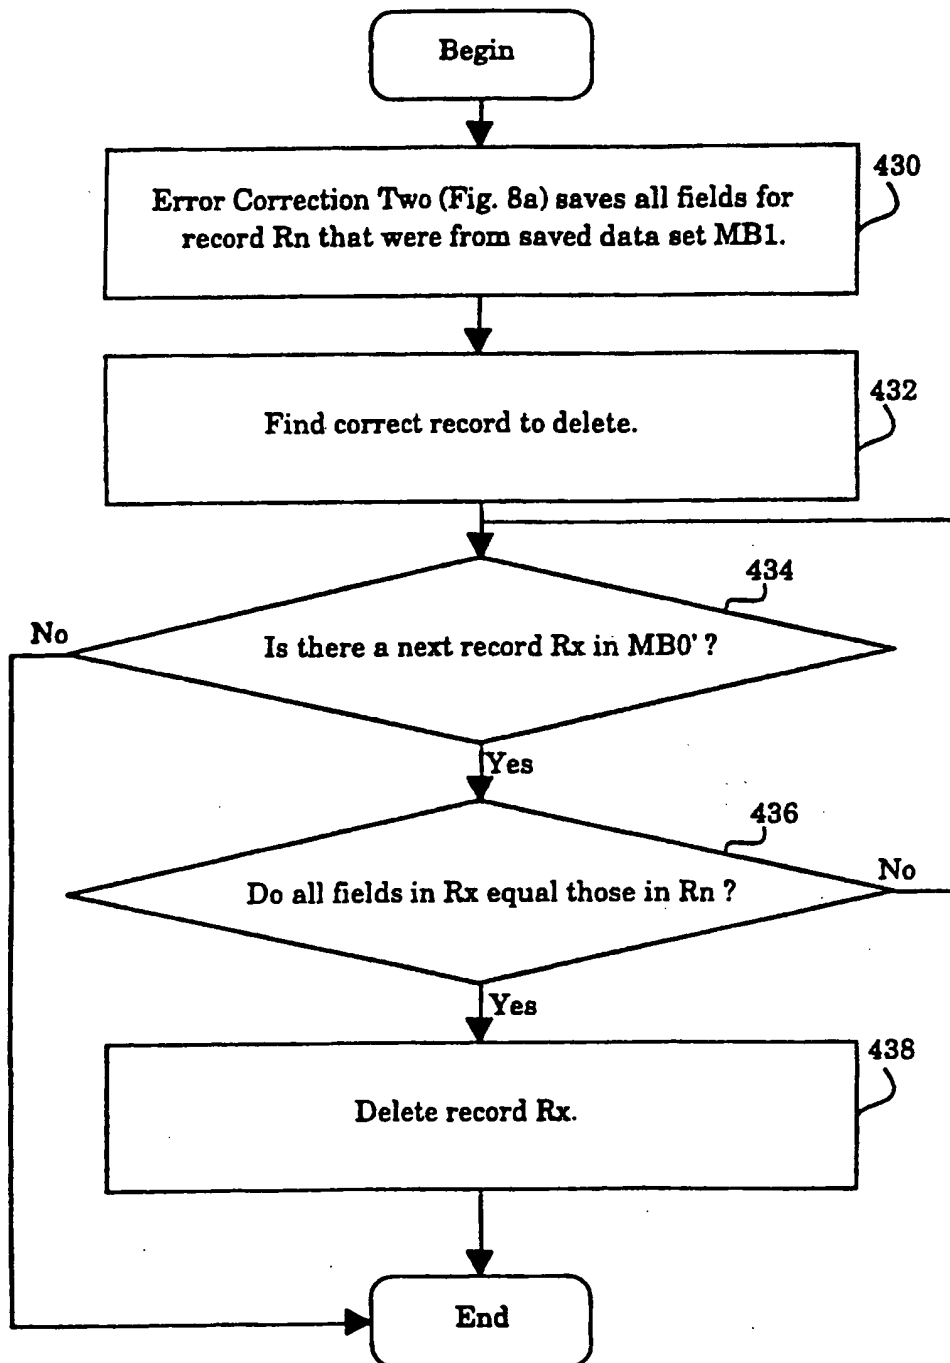 Begin
430
Error Correction Two (Fig. 8a) saves all fields for
record Rn that were from saved data set MB1.
432
Find correct record to delete.
434
No
Is there a next record Rx in MB0' ?
Yes
436
No
Do all fields in Rx equal those in Rn ?
Yes
438
Delete record Rx.
End